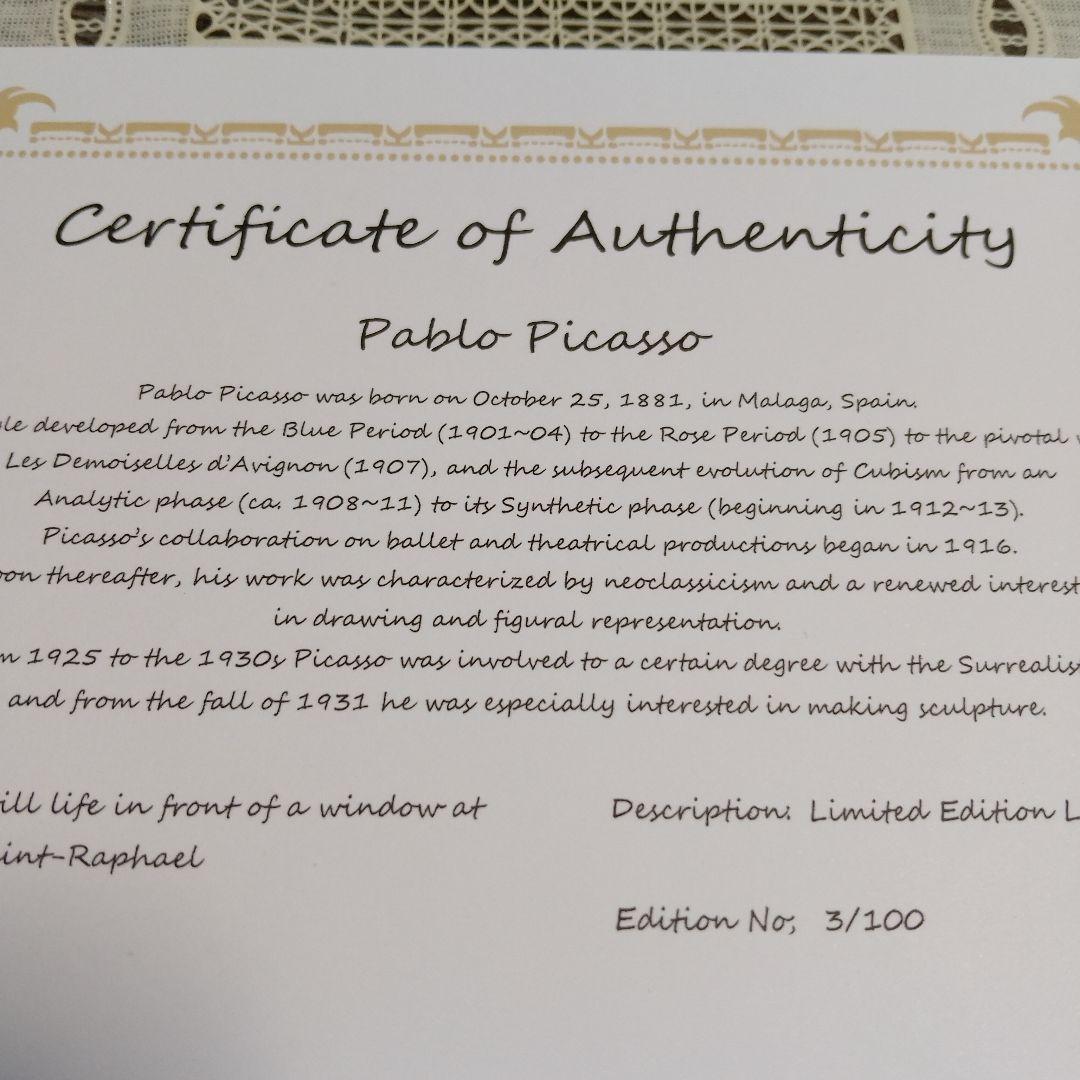 Certificate of Authenticity
Pablo Picasso
Pablo Picasso was born on October 25, 1881, in Malaga, Spain.
developed from the Blue Period (1901~04) to the Rose Period (1905) to the pivotal
Les Demoiselles d'Avignon (1907), and the subsequent evolution of Cubism from an
Analytic phase (ca. 1908~11) to its Synthetic phase (beginning in 1912~13).
Picasso's collaboration on ballet and theatrical productions began in 1916.
thereafter, his work was characterized by neoclassicism and a renewed interest
in drawing and figural representation.
1925 to the 1930s Picasso was involved to a certain degree with the
and from the fall of 1931 he was especially interested in making sculpture.
life in front of a window at
Description: Limited Edition
int-Raphael
Edition No; 3/100